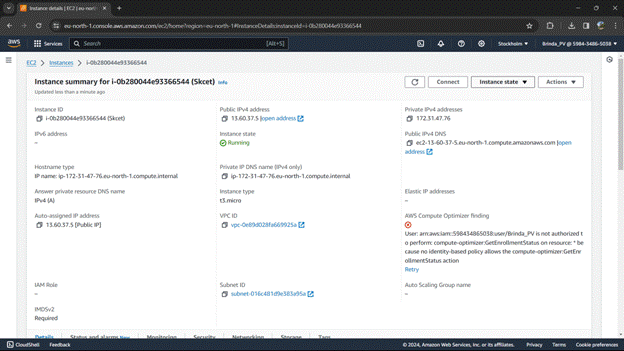 Instance details | EC2 | eu-north-1
eu-north-1.console.aws.amazon.com/ec2/home?region=eu-north-1#InstanceDetails:instanceId=i-0b280044e93366544
aws Services Search [Alt+S] Stockholm Brinda_PV @ 5984-3486-5038
EC2 Instances i-0b280044e93366544
Instance summary for i-0b280044e93366544 (Skcet) Info Connect Instance state Actions
Updated less than a minute ago
Instance ID Public IPv4 address Private IPv4 addresses
i-0b280044e93366544 (Skcet) 13.60.37.5 |open address 172.31.47.76
IPv6 address Instance state Public IPv4 DNS
– Running ec2-13-60-37-5.eu-north-1.compute.amazonaws.com |open
address
Hostname type Private IP DNS name (IPv4 only)
IP name: ip-172-31-47-76.eu-north-1.compute.internal ip-172-31-47-76.eu-north-1.compute.internal
Answer private resource DNS name Instance type Elastic IP addresses
IPv4 (A) t3.micro –
Auto-assigned IP address VPC ID AWS Compute Optimizer finding
13.60.37.5 [Public IP] vpc-0e89d028fa669925a
User: arn:aws:iam::598434865038:user/Brinda_PV is not authorized t
o perform: compute-optimizer:GetEnrollmentStatus on resource: * be
cause no identity-based policy allows the compute-optimizer:GetEnr
ollmentStatus action
Retry
IAM Role Subnet ID Auto Scaling Group name
– subnet-016c481d9e383a95a –
IMDSv2
Required
Details Status and alarms New Monitoring Security Networking Storage Tags
CloudShell Feedback © 2024, Amazon Web Services, Inc. or its affiliates. Privacy Terms Cookie preferences